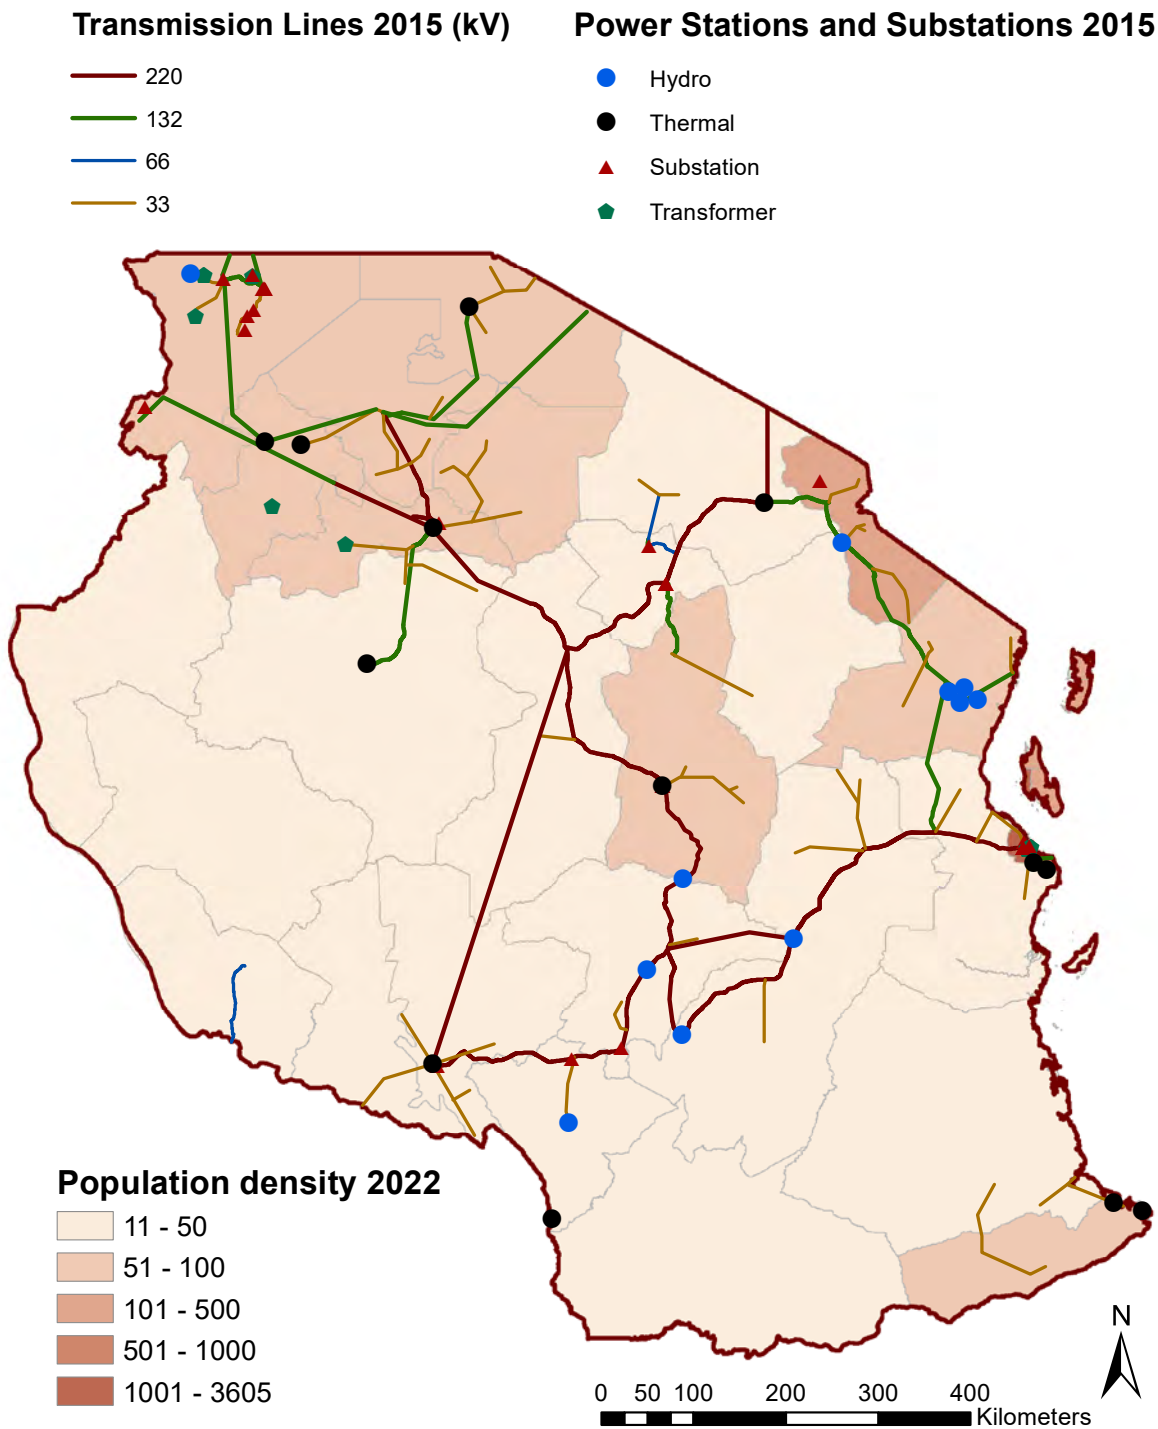 Transmission Lines 2015 (kV)
220
132
66
33
Power Stations and Substations 2015
Hydro
Thermal
Substation
Transformer
Population density 2022
11 - 50
51 - 100
101 - 500
501 - 1000
1001 - 3605
N
0 50 100 200 300 400
Kilometers